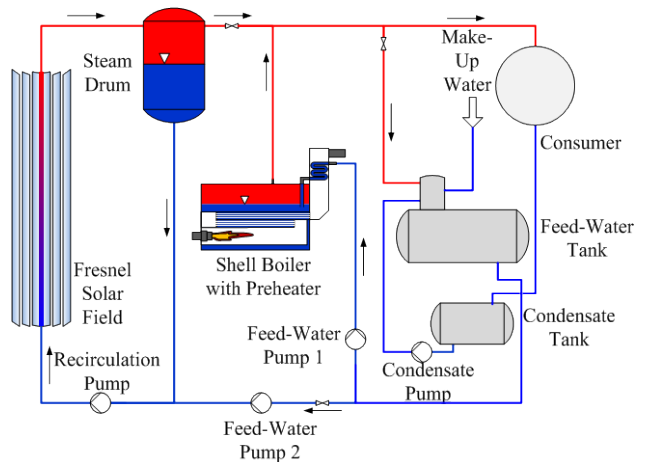 Steam
Drum
Make-
Up
Water
Consumer
Shell Boiler
with Preheater
Feed-Water
Tank
Fresnel
Solar
Field
Feed-Water
Pump 1
Condensate
Tank
Recirculation
Pump
Condensate
Pump
Feed-Water
Pump 2